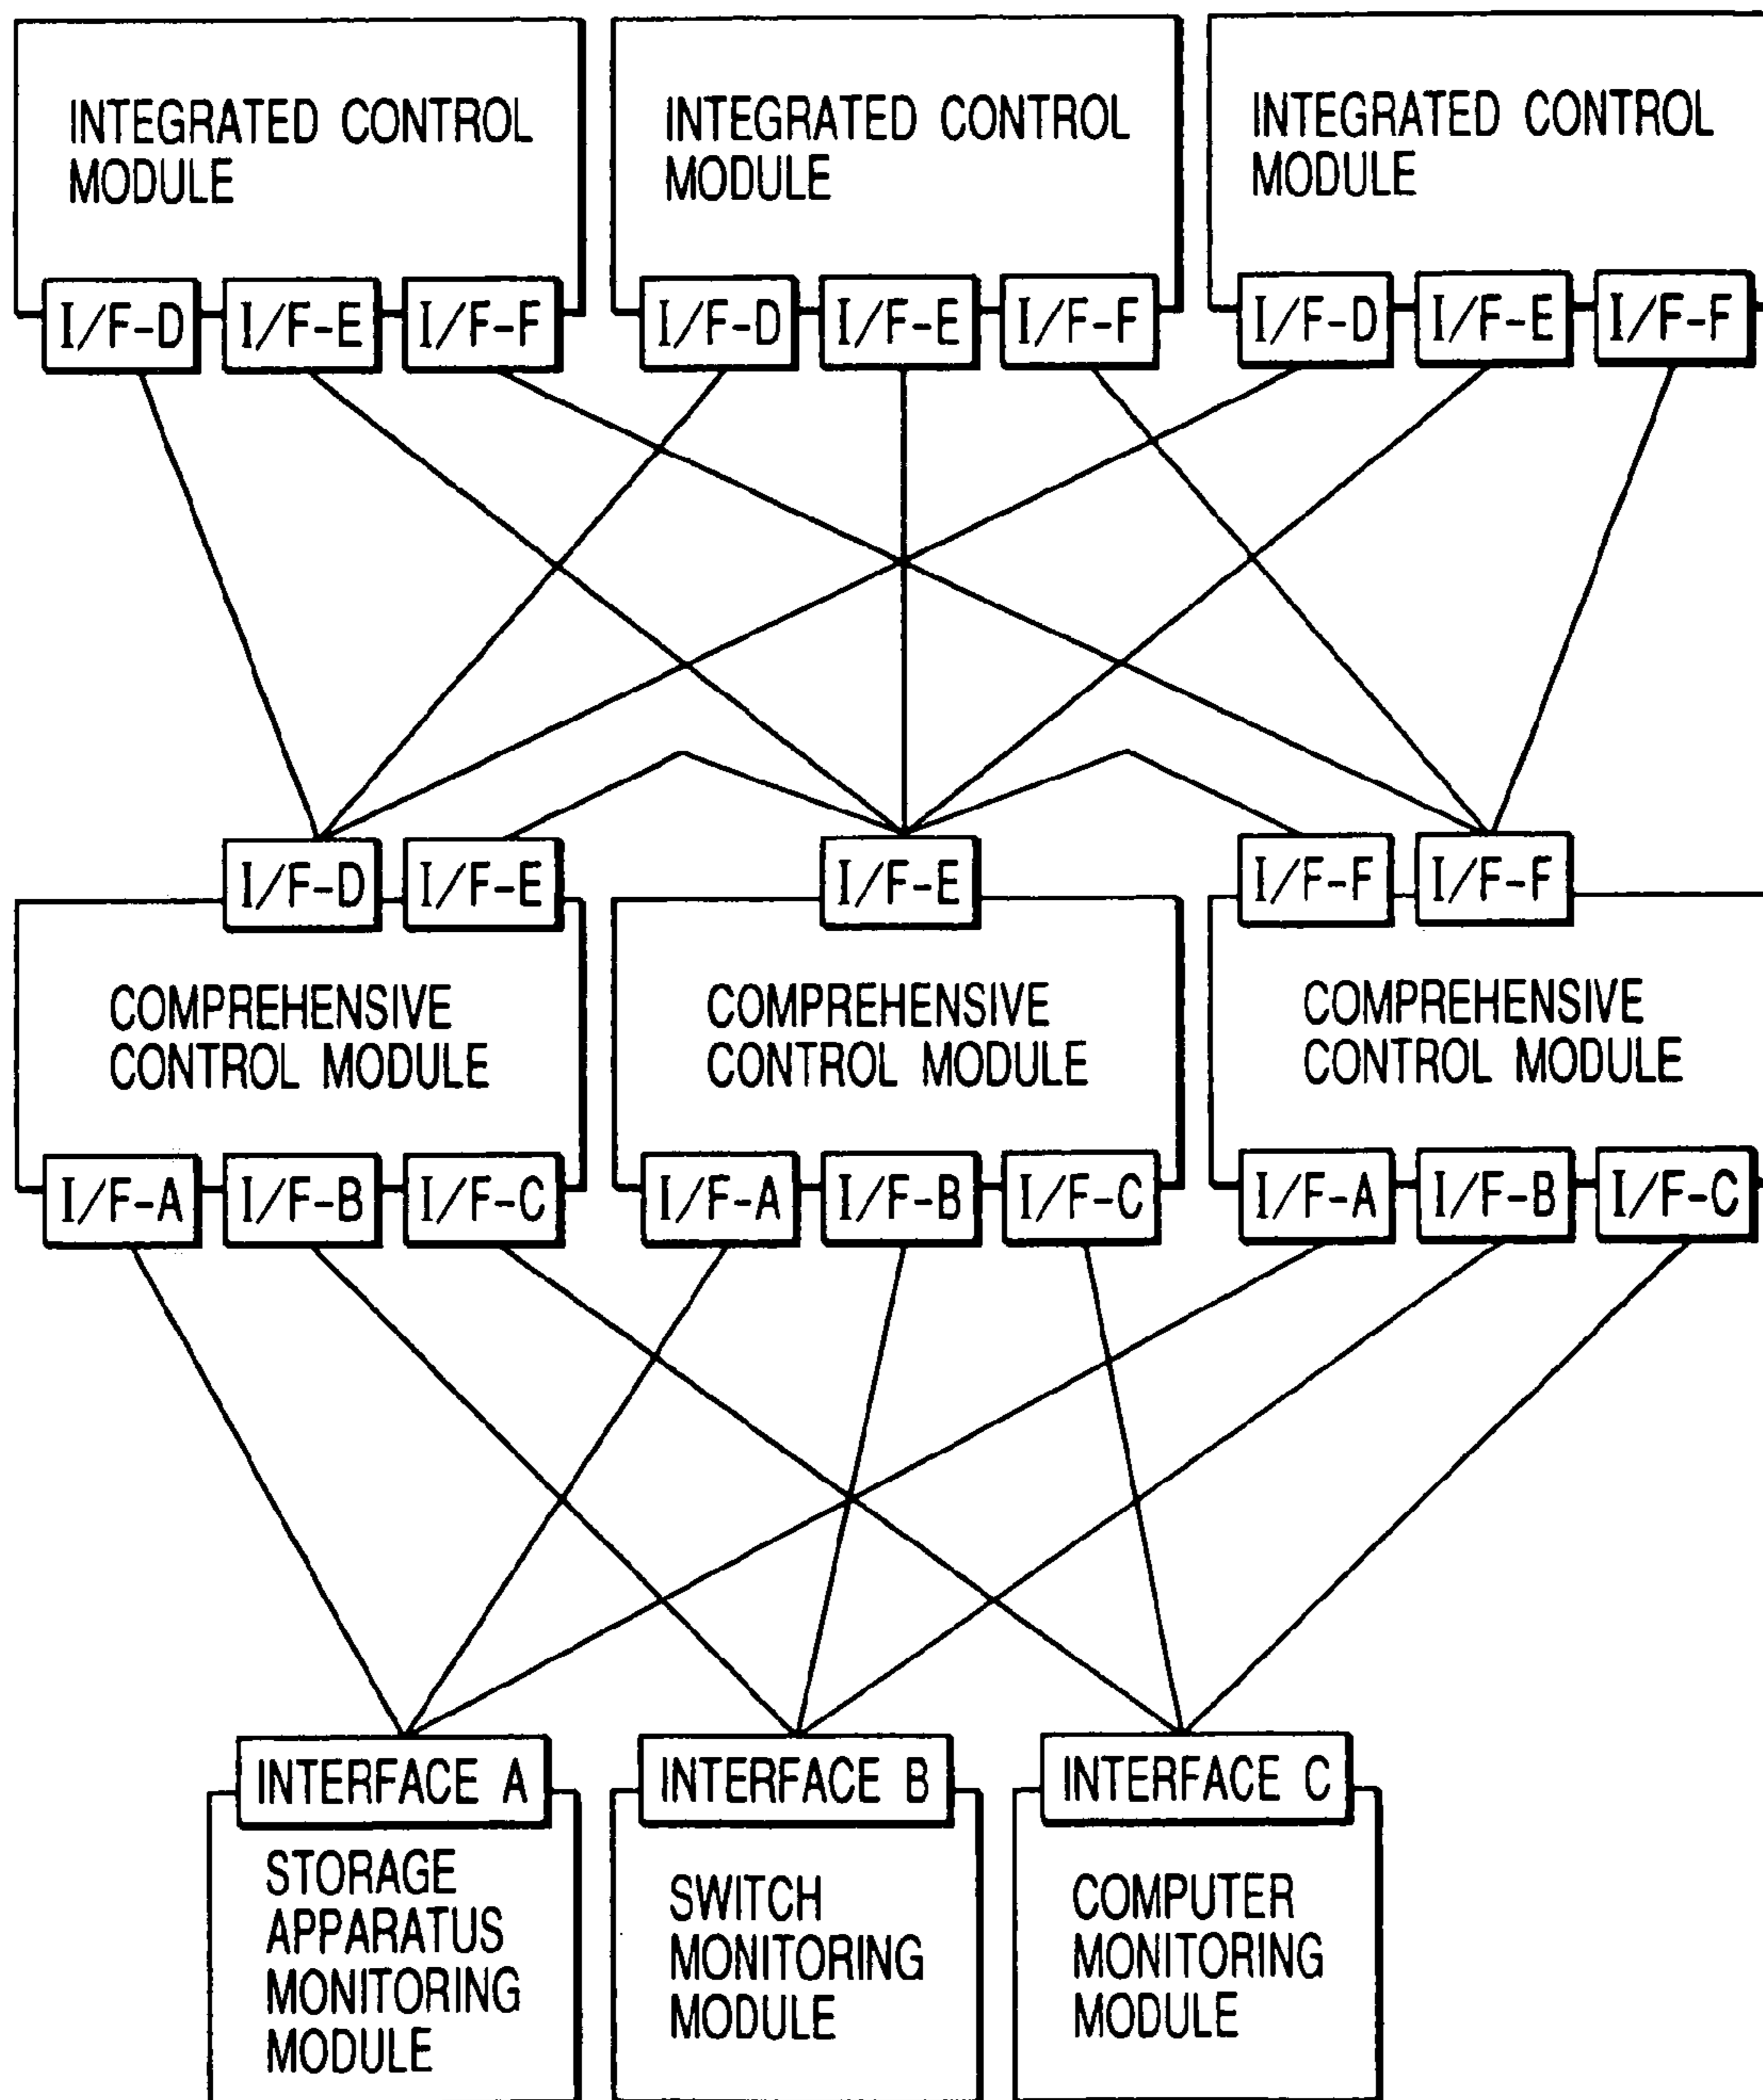 INTEGRATED CONTROL
MODULE
INTEGRATED CONTROL
MODULE
INTEGRATED CONTROL
MODULE
I/F-D
I/F-E
I/F-F
I/F-D
I/F-E
I/F-F
I/F-D
I/F-E
I/F-F
I/F-D
I/F-E
I/F-E
I/F-F
I/F-F
COMPREHENSIVE
CONTROL MODULE
COMPREHENSIVE
CONTROL MODULE
COMPREHENSIVE
CONTROL MODULE
I/F-A
I/F-B
I/F-C
I/F-A
I/F-B
I/F-C
I/F-A
I/F-B
I/F-C
INTERFACE A
STORAGE
APPARATUS
MONITORING
MODULE
INTERFACE B
SWITCH
MONITORING
MODULE
INTERFACE C
COMPUTER
MONITORING
MODULE